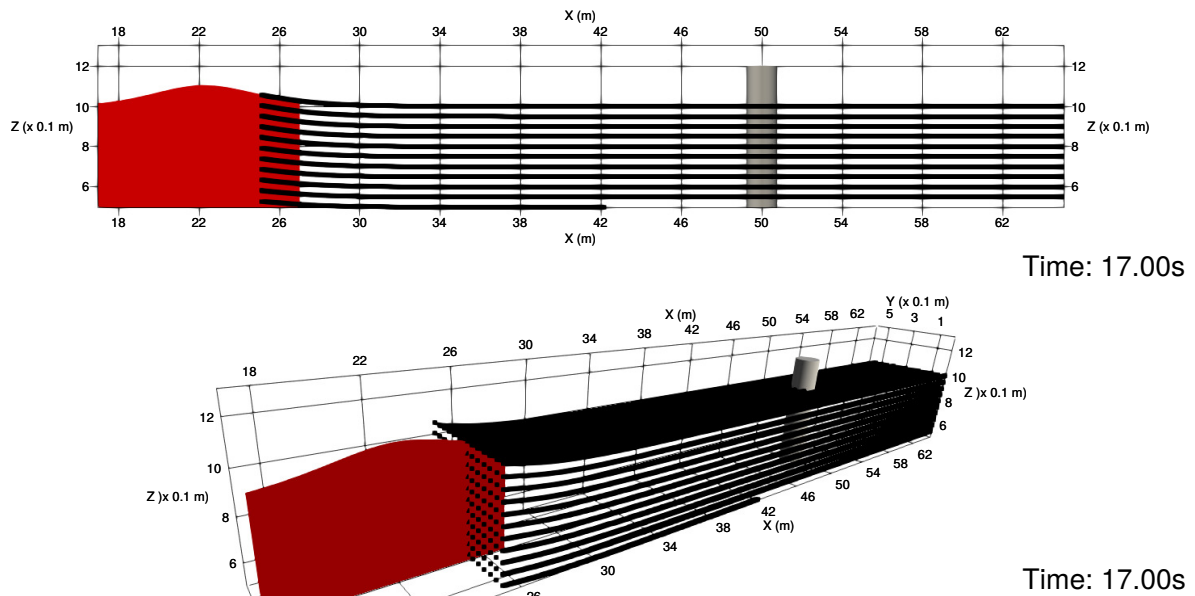 X (m)
18 22 26 30 34 38 42 46 50 54 58 62
12 12
10 10
Z (x 0.1 m) Z (x 0.1 m)
8 8
6 6
18 22 26 30 34 38 42 46 50 54 58 62
X (m)
Time: 17.00s
Y (x 0.1 m)
X (m)
18 22 26 30 34 38 42 46 50 54 58 62 5 3 1
12 12
10 10
Z )x 0.1 m)
8 8
Z )x 0.1 m)
6 6
62
58
54
50
46
42
X (m)
38
34
30
26
Time: 17.00s